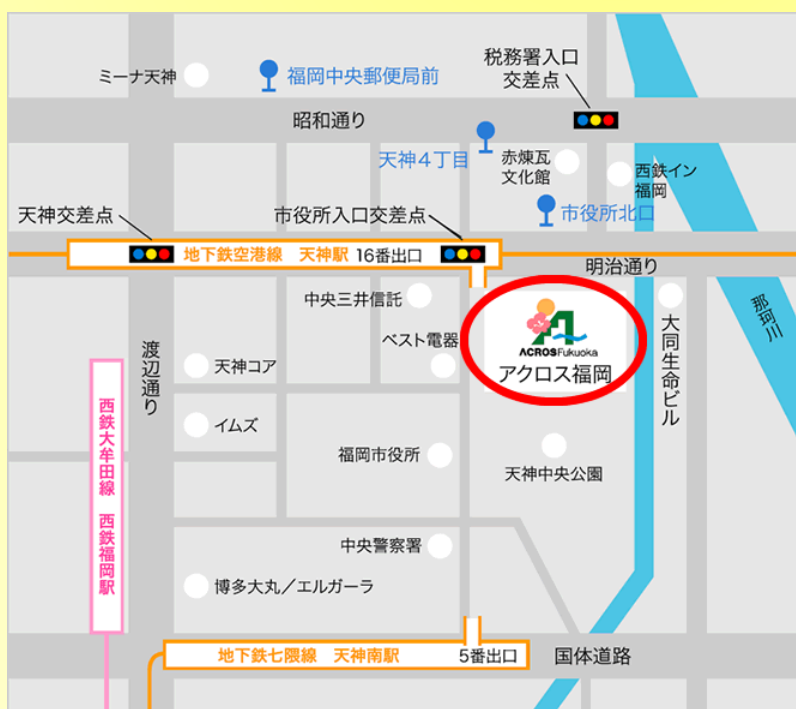 ミーナ天神
福岡中央郵便局前
税務署入口
交差点
昭和通り
天神4丁目
赤煉瓦
文化館
西鉄イン
福岡
市役所北口
天神交差点
市役所入口交差点
地下鉄空港線 天神駅 16番出口
明治通り
中央三井信託
那珂川
ACROS Fukuoka
アクロス福岡
大同生命ビル
渡辺通り
ベスト電器
天神コア
西鉄大牟田線 西鉄福岡駅
イムズ
福岡市役所
天神中央公園
中央警察署
博多大丸/エルガーラ
地下鉄七隈線 天神南駅 5番出口
国体道路